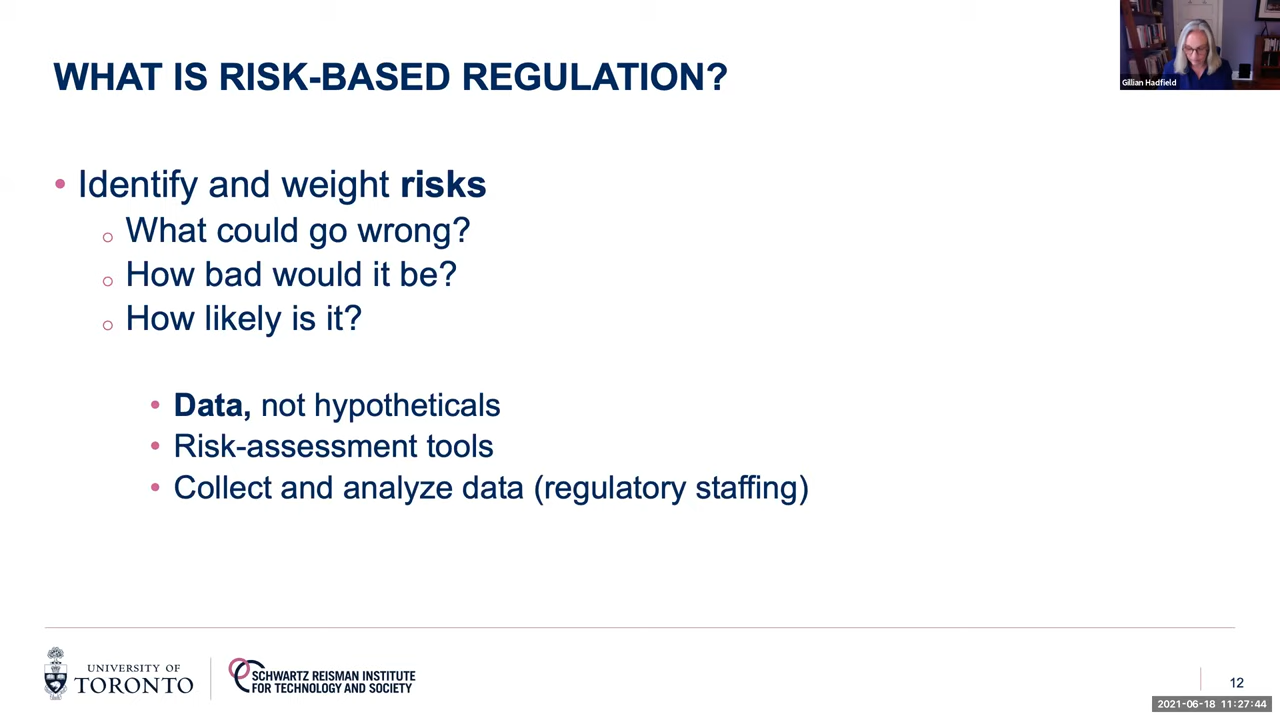 WHAT IS RISK-BASED REGULATION?
Gillian Hadfield
• Identify and weight risks
o What could go wrong?
o How bad would it be?
o How likely is it?
• Data, not hypotheticals
• Risk-assessment tools
• Collect and analyze data (regulatory staffing)
UNIVERSITY OF
TORONTO
SCHWARTZ REISMAN INSTITUTE
FOR TECHNOLOGY AND SOCIETY
12
2021-06-18 11:27:44